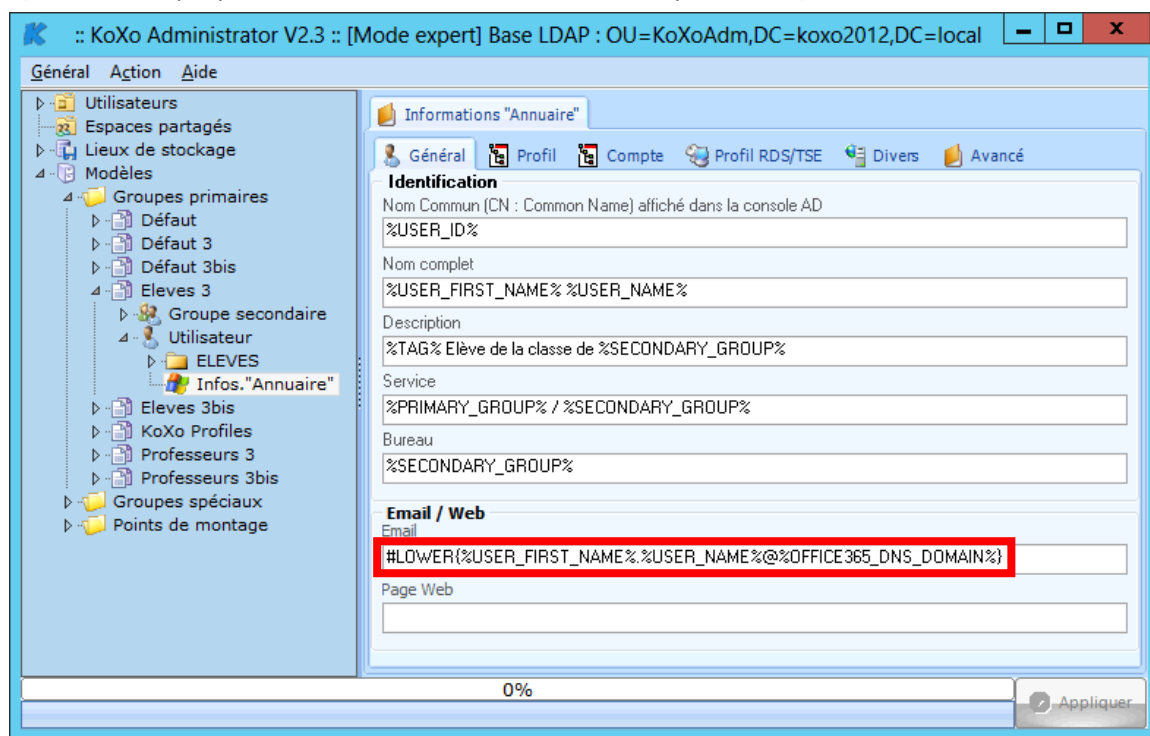 :: KoXo Administrator V2.3 :: [Mode expert] Base LDAP : OU=KoXoAdm,DC=koxo2012,DC=local
Général Action Aide
Utilisateurs
Espaces partagés
Lieux de stockage
Modèles
Groupes primaires
Défaut
Défaut 3
Défaut 3bis
Eleves 3
Groupe secondaire
Utilisateur
ELEVES
Infos."Annuaire"
Eleves 3bis
KoXo Profiles
Professeurs 3
Professeurs 3bis
Groupes spéciaux
Points de montage
Informations "Annuaire"
Général Profil Compte Profil RDS/TSE Divers Avancé
Identification
Nom Commun (CN : Common Name) affiché dans la console AD
%USER_ID%
Nom complet
%USER_FIRST_NAME% %USER_NAME%
Description
%TAG% Elève de la classe de %SECONDARY_GROUP%
Service
%PRIMARY_GROUP% / %SECONDARY_GROUP%
Bureau
%SECONDARY_GROUP%
Email / Web
Email
#LOWER{%USER_FIRST_NAME%.%USER_NAME%@%OFFICE365_DNS_DOMAIN%}
Page Web
0%
Appliquer